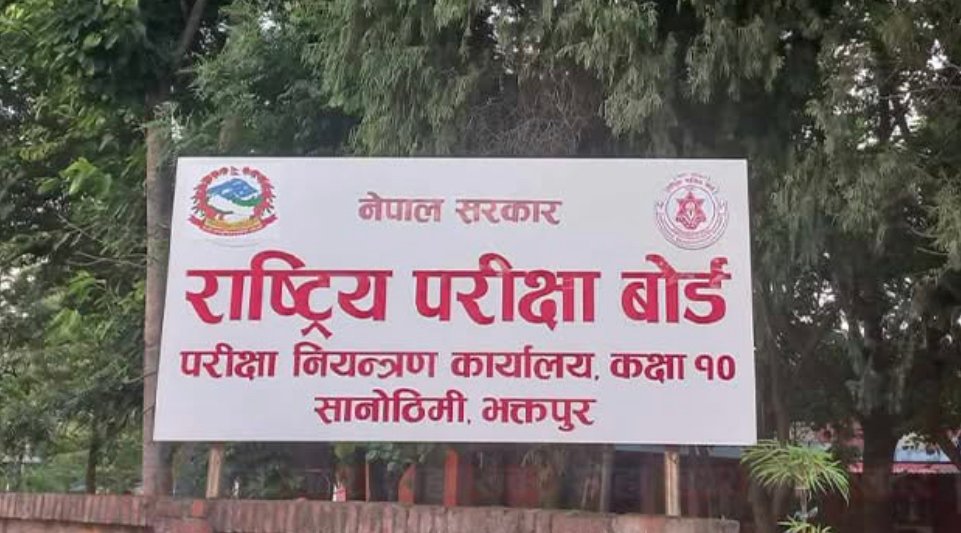 नेपाल सरकार
राष्ट्रिय परीक्षा बोर्ड
परीक्षा नियन्त्रण कार्यालय, कक्षा १०
सानोठिमी, भक्तपुर